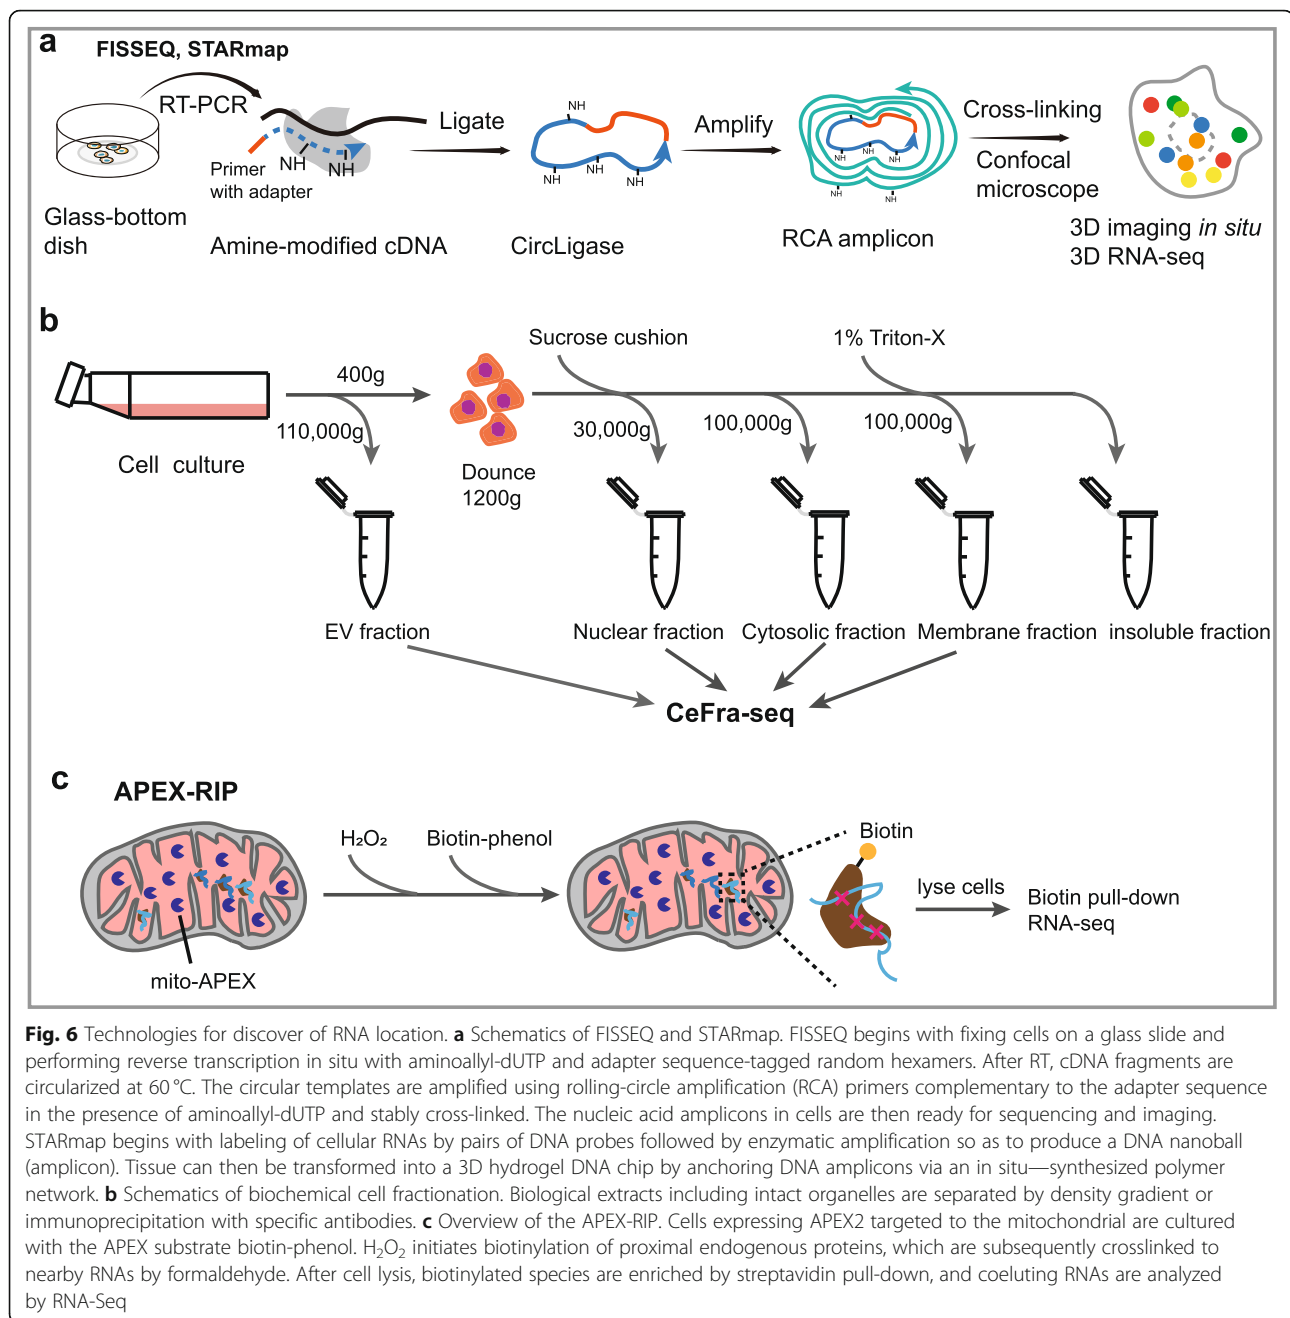 a
FISSEQ, STARmap
RT-PCR
Primer
with adapter
NH
NH
Glass-bottom
dish
Amine-modified cDNA
Ligate
NH
NH
NH
NH
CircLigase
Amplify
NH
NH
NH
NH
NH
NH
RCA amplicon
Cross-linking
Confocal
microscope
3D imaging in situ
3D RNA-seq
b
Cell culture
400g
110,000g
Dounce
1200g
Sucrose cushion
30,000g
100,000g
1% Triton-X
100,000g
EV fraction
Nuclear fraction
Cytosolic fraction
Membrane fraction
insoluble fraction
CeFra-seq
c
APEX-RIP
mito-APEX
H₂O₂
Biotin-phenol
Biotin
lyse cells
Biotin pull-down
RNA-seq
Fig. 6 Technologies for discover of RNA location. a Schematics of FISSEQ and STARmap. FISSEQ begins with fixing cells on a glass slide and
performing reverse transcription in situ with aminoallyl-dUTP and adapter sequence-tagged random hexamers. After RT, cDNA fragments are
circularized at 60 °C. The circular templates are amplified using rolling-circle amplification (RCA) primers complementary to the adapter sequence
in the presence of aminoallyl-dUTP and stably cross-linked. The nucleic acid amplicons in cells are then ready for sequencing and imaging.
STARmap begins with labeling of cellular RNAs by pairs of DNA probes followed by enzymatic amplification so as to produce a DNA nanoball
(amplicon). Tissue can then be transformed into a 3D hydrogel DNA chip by anchoring DNA amplicons via an in situ—synthesized polymer
network. b Schematics of biochemical cell fractionation. Biological extracts including intact organelles are separated by density gradient or
immunoprecipitation with specific antibodies. c Overview of the APEX-RIP. Cells expressing APEX2 targeted to the mitochondrial are cultured
with the APEX substrate biotin-phenol. H₂O₂ initiates biotinylation of proximal endogenous proteins, which are subsequently crosslinked to
nearby RNAs by formaldehyde. After cell lysis, biotinylated species are enriched by streptavidin pull-down, and coeluting RNAs are analyzed
by RNA-Seq